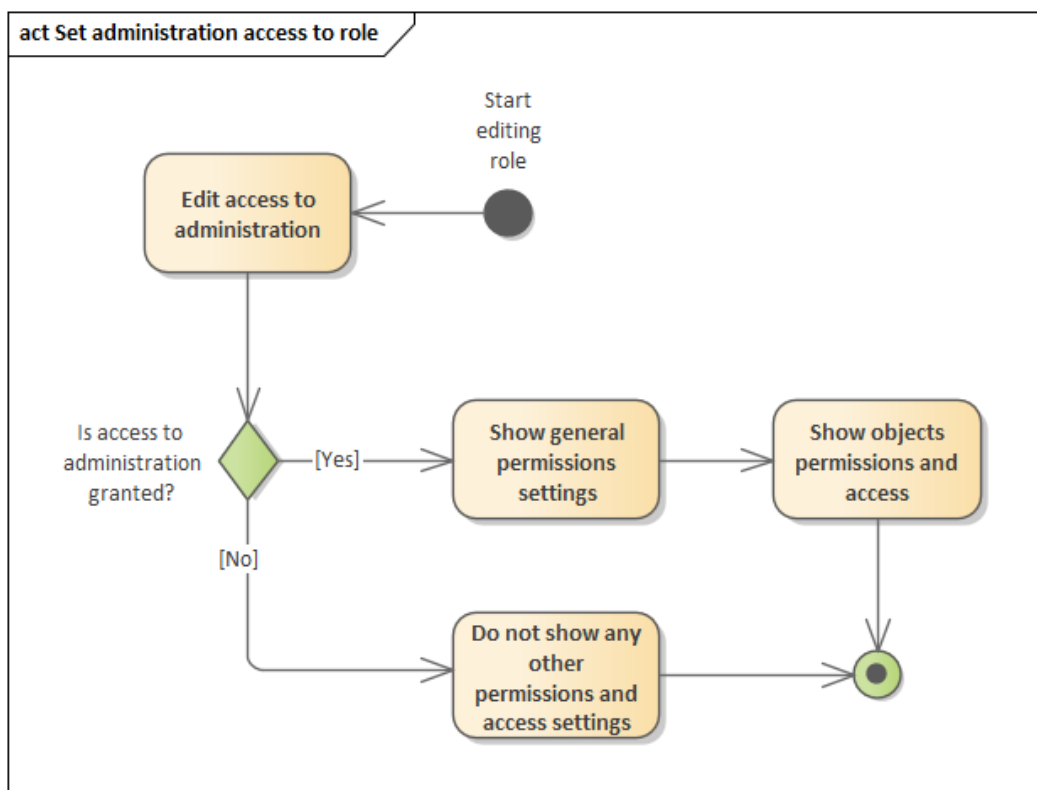 act Set administration access to role
Start
editing
role
Edit access to
administration
Is access to
administration
granted?
[Yes]
Show general
permissions
settings
Show objects
permissions and
access
[No]
Do not show any
other
permissions and
access settings